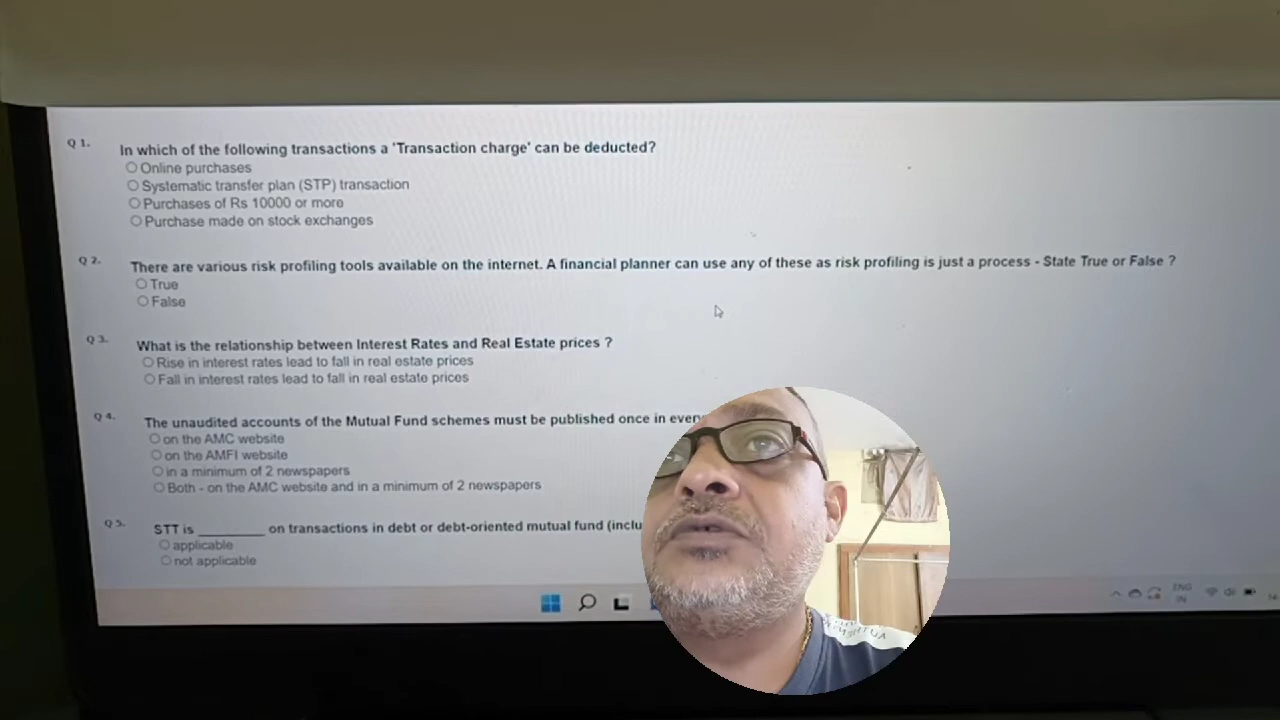 Q 1.
In which of the following transactions a 'Transaction charge' can be deducted?
Online purchases
Systematic transfer plan (STP) transaction
Purchases of Rs 10000 or more
Purchase made on stock exchanges
Q 2.
There are various risk profiling tools available on the internet. A financial planner can use any of these as risk profiling is just a process - State True or False ?
True
False
Q 3.
What is the relationship between Interest Rates and Real Estate prices ?
Rise in interest rates lead to fall in real estate prices
Fall in interest rates lead to fall in real estate prices
Q 4.
The unaudited accounts of the Mutual Fund schemes must be published once in
on the AMC website
on the AMFI website
in a minimum of 2 newspapers
Both - on the AMC website and in a minimum of 2 newspapers
Q 5.
STT is ________ on transactions in debt or debt-oriented mutual fund
applicable
not applicable
ENG
IN